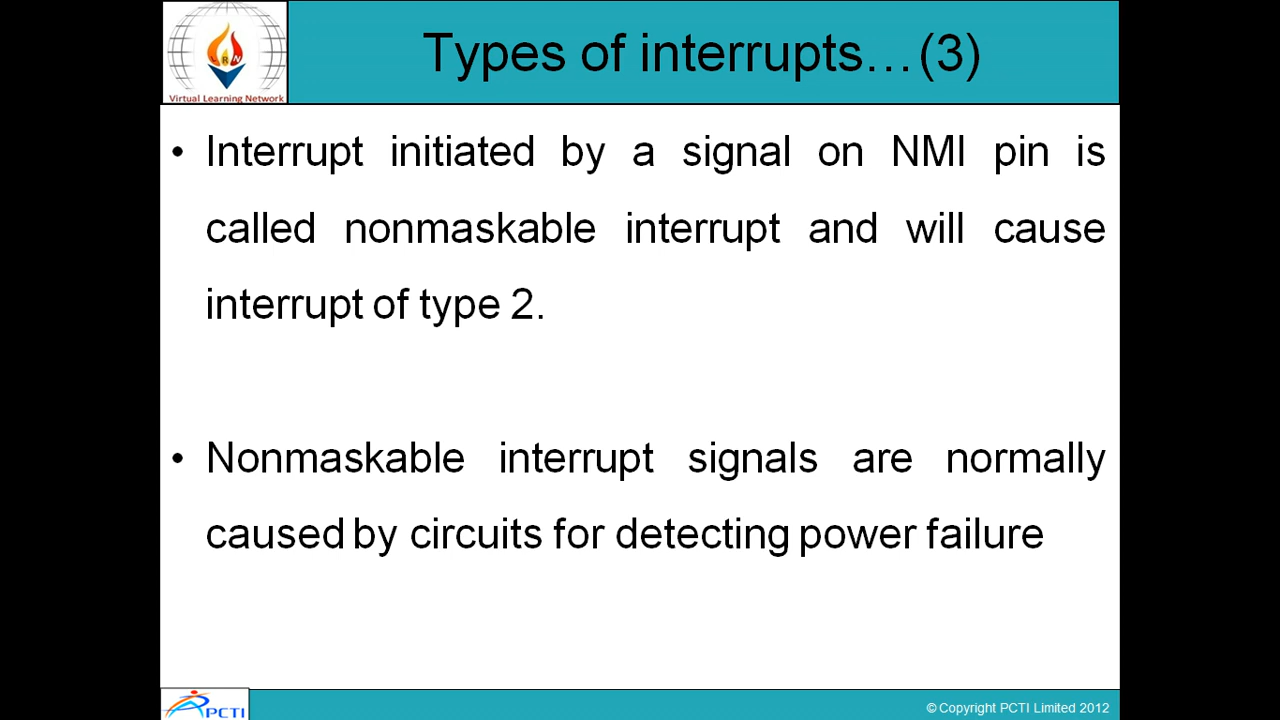 Types of interrupts…(3)
Virtual Learning Network
• Interrupt initiated by a signal on NMI pin is
called nonmaskable interrupt and will cause
interrupt of type 2.
• Nonmaskable interrupt signals are normally
caused by circuits for detecting power failure
PCTI
© Copyright PCTI Limited 2012